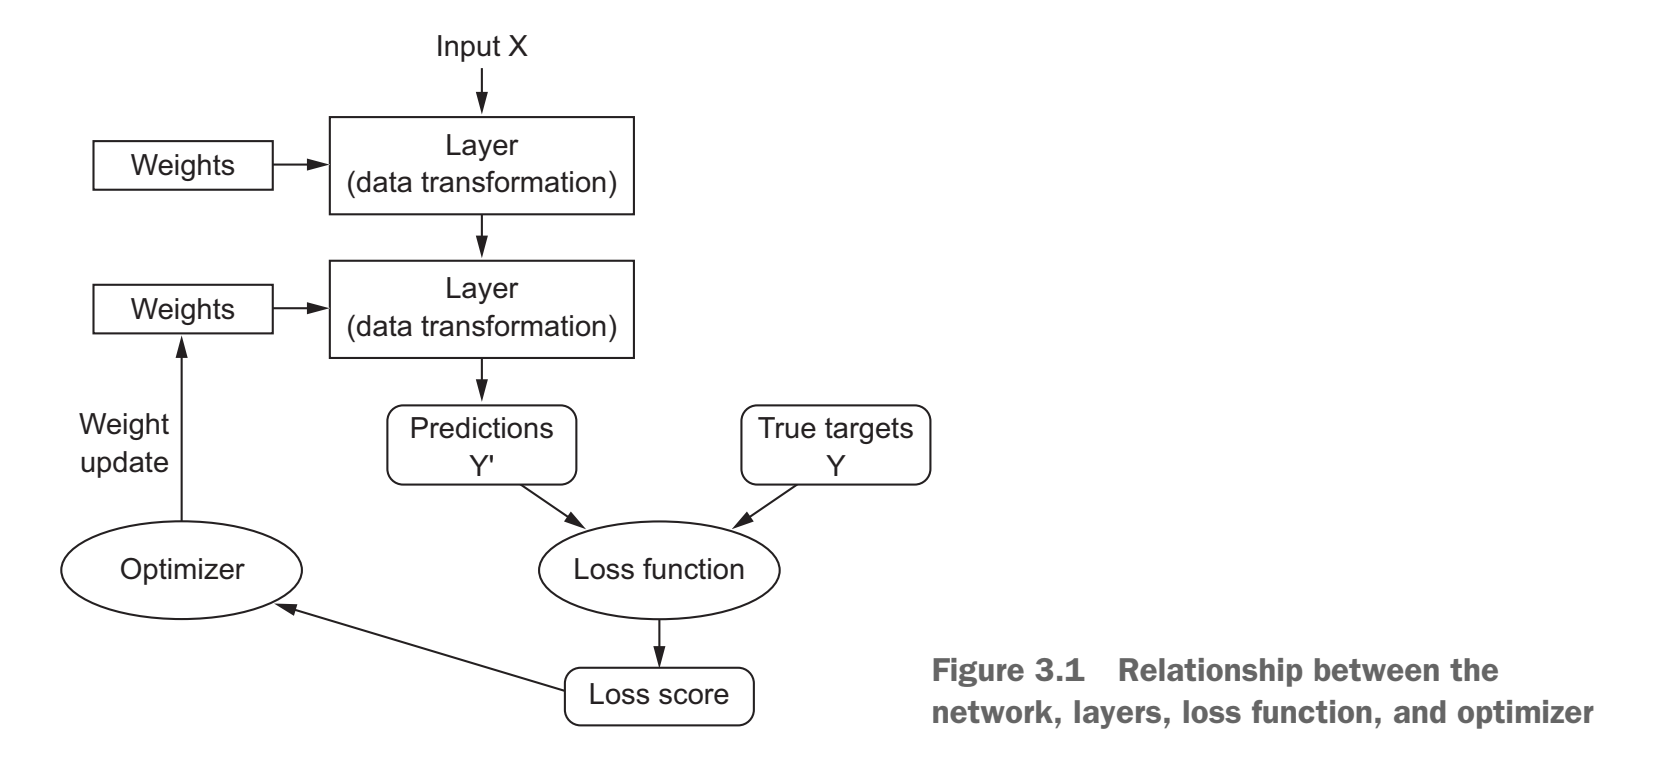 Input X
Layer
(data transformation)
Weights
Layer
(data transformation)
Weights
Weight
update
Predictions
Y'
True targets
Y
Optimizer
Loss function
Loss score
Figure 3.1 Relationship between the
network, layers, loss function, and optimizer